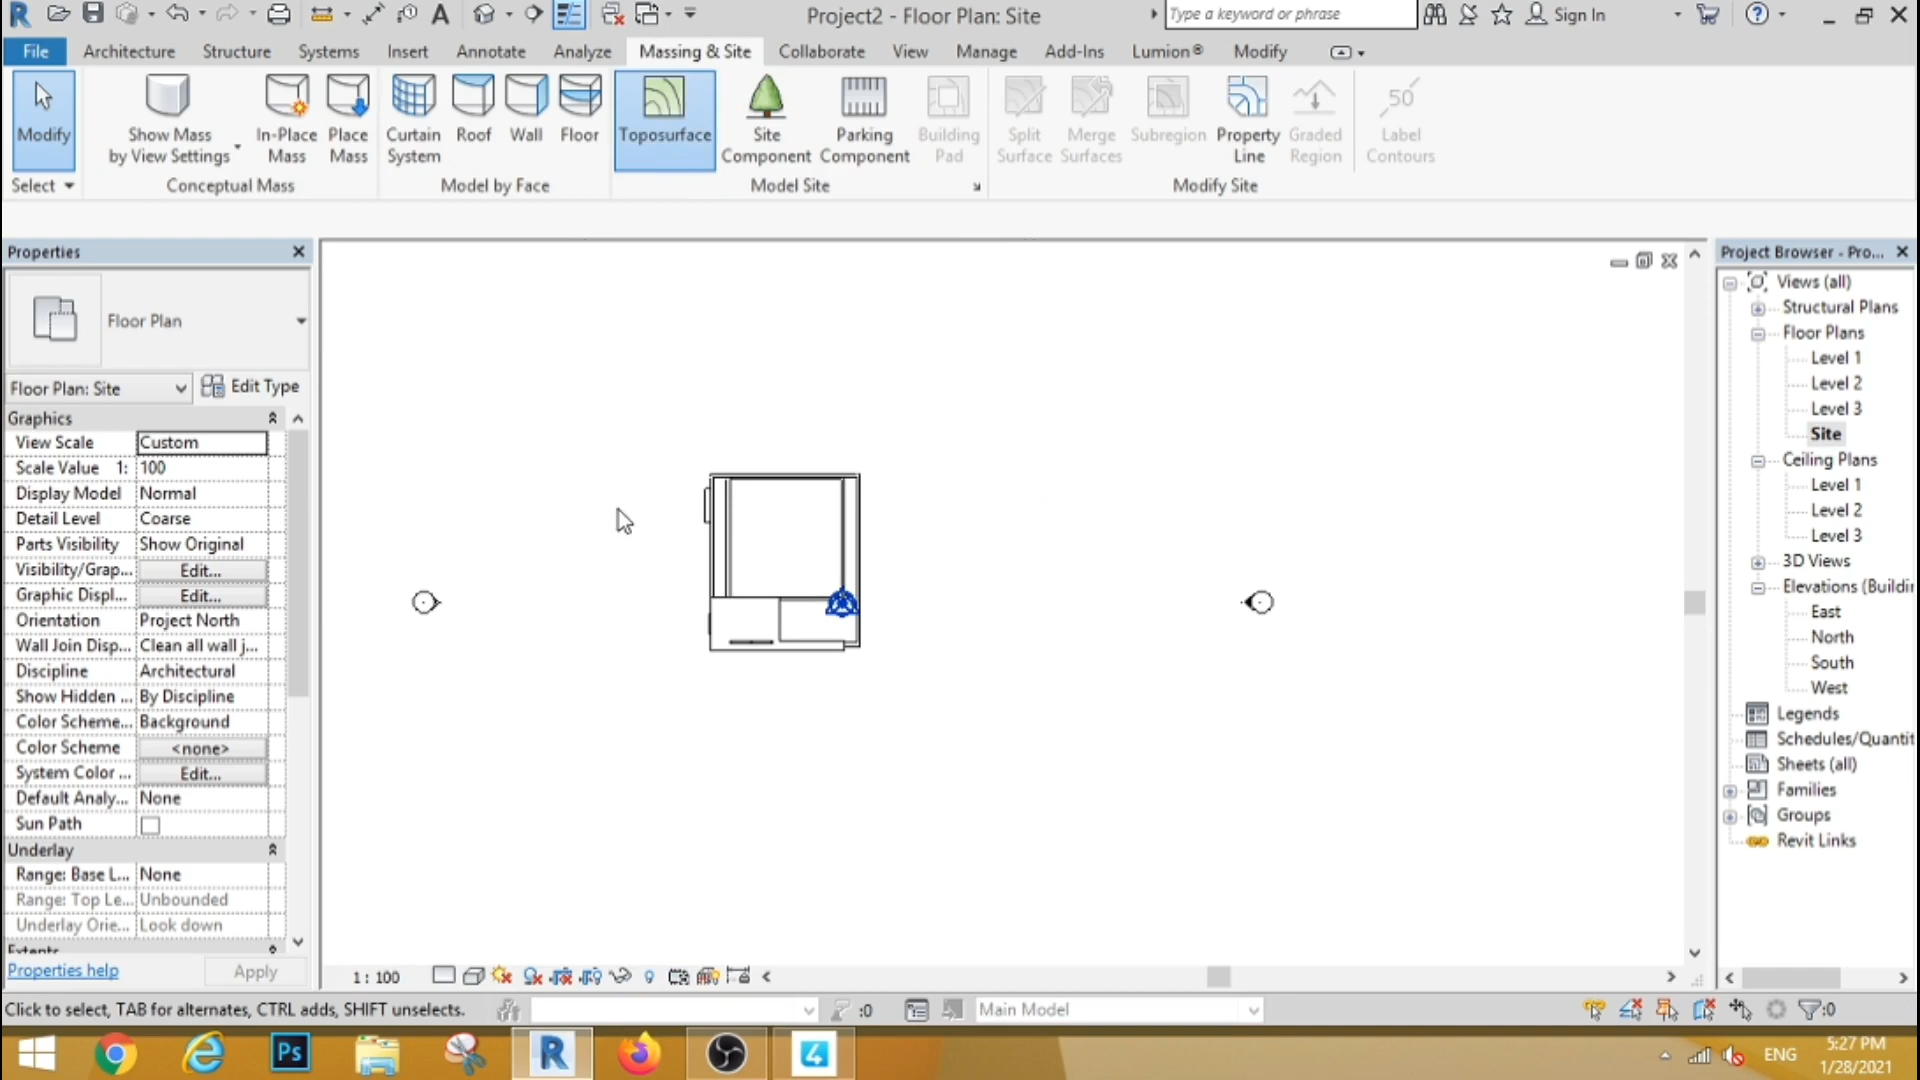 Project2 - Floor Plan: Site
Type a keyword or phrase
Sign In
File Architecture Structure Systems Insert Annotate Analyze Massing & Site Collaborate View Manage Add-Ins Lumion® Modify
Modify
Show Mass
by View Settings
In-Place
Mass
Place
Mass
Curtain
System
Roof
Wall
Floor
Toposurface
Site
Component
Parking
Component
Building
Pad
Split
Surface
Merge
Surfaces
Subregion
Property
Line
Graded
Region
50
Label
Contours
Select
Conceptual Mass
Model by Face
Model Site
Modify Site
Properties
Floor Plan
Floor Plan: Site
Edit Type
Graphics
View Scale Custom
Scale Value 1: 100
Display Model Normal
Detail Level Coarse
Parts Visibility Show Original
Visibility/Grap... Edit...
Graphic Displ... Edit...
Orientation Project North
Wall Join Disp... Clean all wall j...
Discipline Architectural
Show Hidden ... By Discipline
Color Scheme... Background
Color Scheme <none>
System Color ... Edit...
Default Analy... None
Sun Path
Underlay
Range: Base L... None
Range: Top Le... Unbounded
Underlay Orie... Look down
Extents
Properties help
Apply
1 : 100
Project Browser - Pro...
Views (all)
Structural Plans
Floor Plans
Level 1
Level 2
Level 3
Site
Ceiling Plans
Level 1
Level 2
Level 3
3D Views
Elevations (Buildin
East
North
South
West
Legends
Schedules/Quantit
Sheets (all)
Families
Groups
Revit Links
Click to select, TAB for alternates, CTRL adds, SHIFT unselects.
:0
Main Model
:0
Ps
R
4
ENG
5:27 PM
1/28/2021